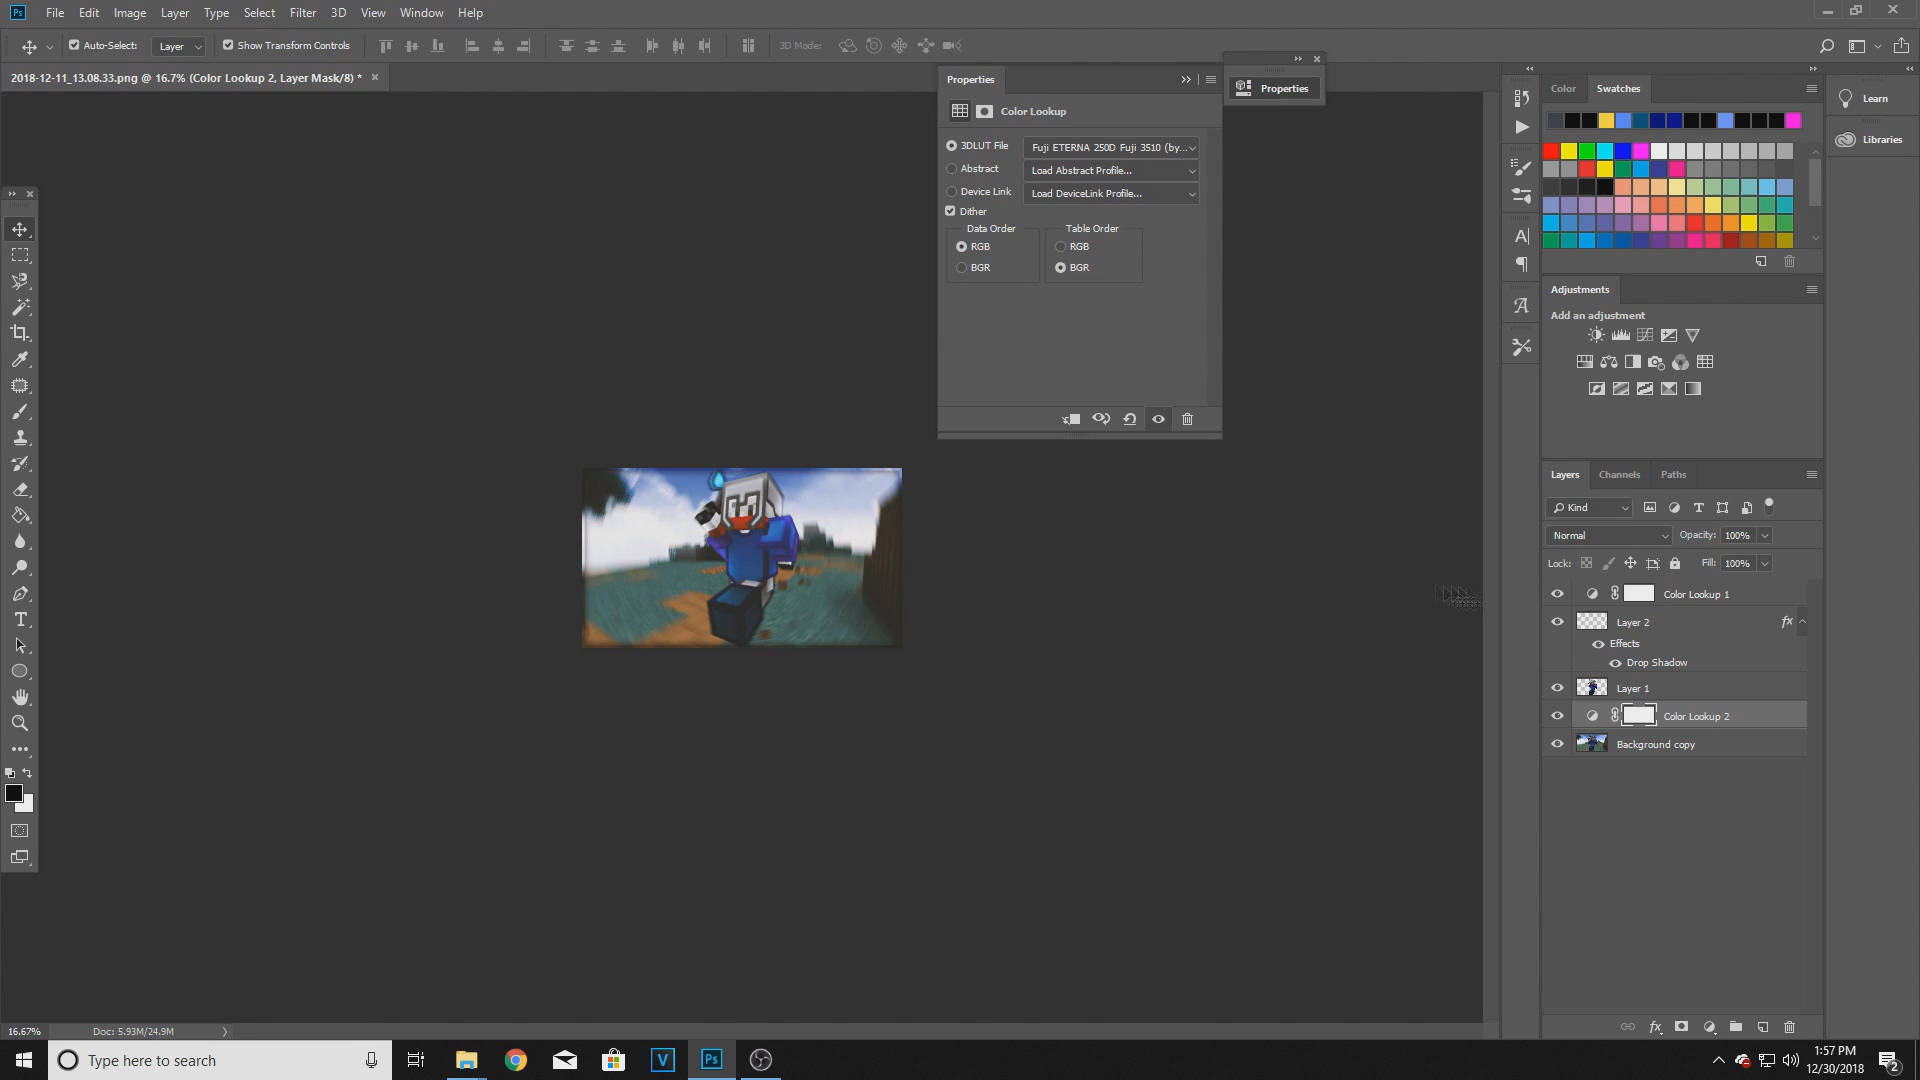 Ps File Edit Image Layer Type Select Filter 3D View Window Help
Auto-Select: Layer Show Transform Controls 3D Mode:
2018-12-11_13.08.33.png @ 16.7% (Color Lookup 2, Layer Mask/8) *
Properties
Properties
Color Lookup
3DLUT File Fuji ETERNA 250D Fuji 3510 (by...
Abstract Load Abstract Profile...
Device Link Load DeviceLink Profile...
Dither
Data Order Table Order
RGB RGB
BGR BGR
Color Swatches
Learn
Libraries
Adjustments
Add an adjustment
Layers Channels Paths
Kind
Normal Opacity: 100%
Lock: Fill: 100%
Color Lookup 1
Layer 2 fx
Effects
Drop Shadow
Layer 1
Color Lookup 2
Background copy
fx
16.67% Doc: 5.93M/24.9M
Type here to search
V Ps
1:57 PM
12/30/2018
2